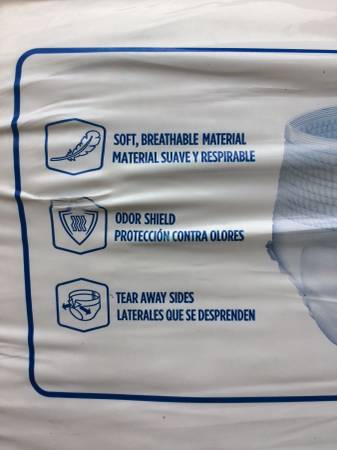 SOFT, BREATHABLE MATERIAL
MATERIAL SUAVE Y RESPIRABLE
ODOR SHIELD
PROTECCIÓN CONTRA OLORES
TEAR AWAY SIDES
LATERALES QUE SE DESPRENDEN